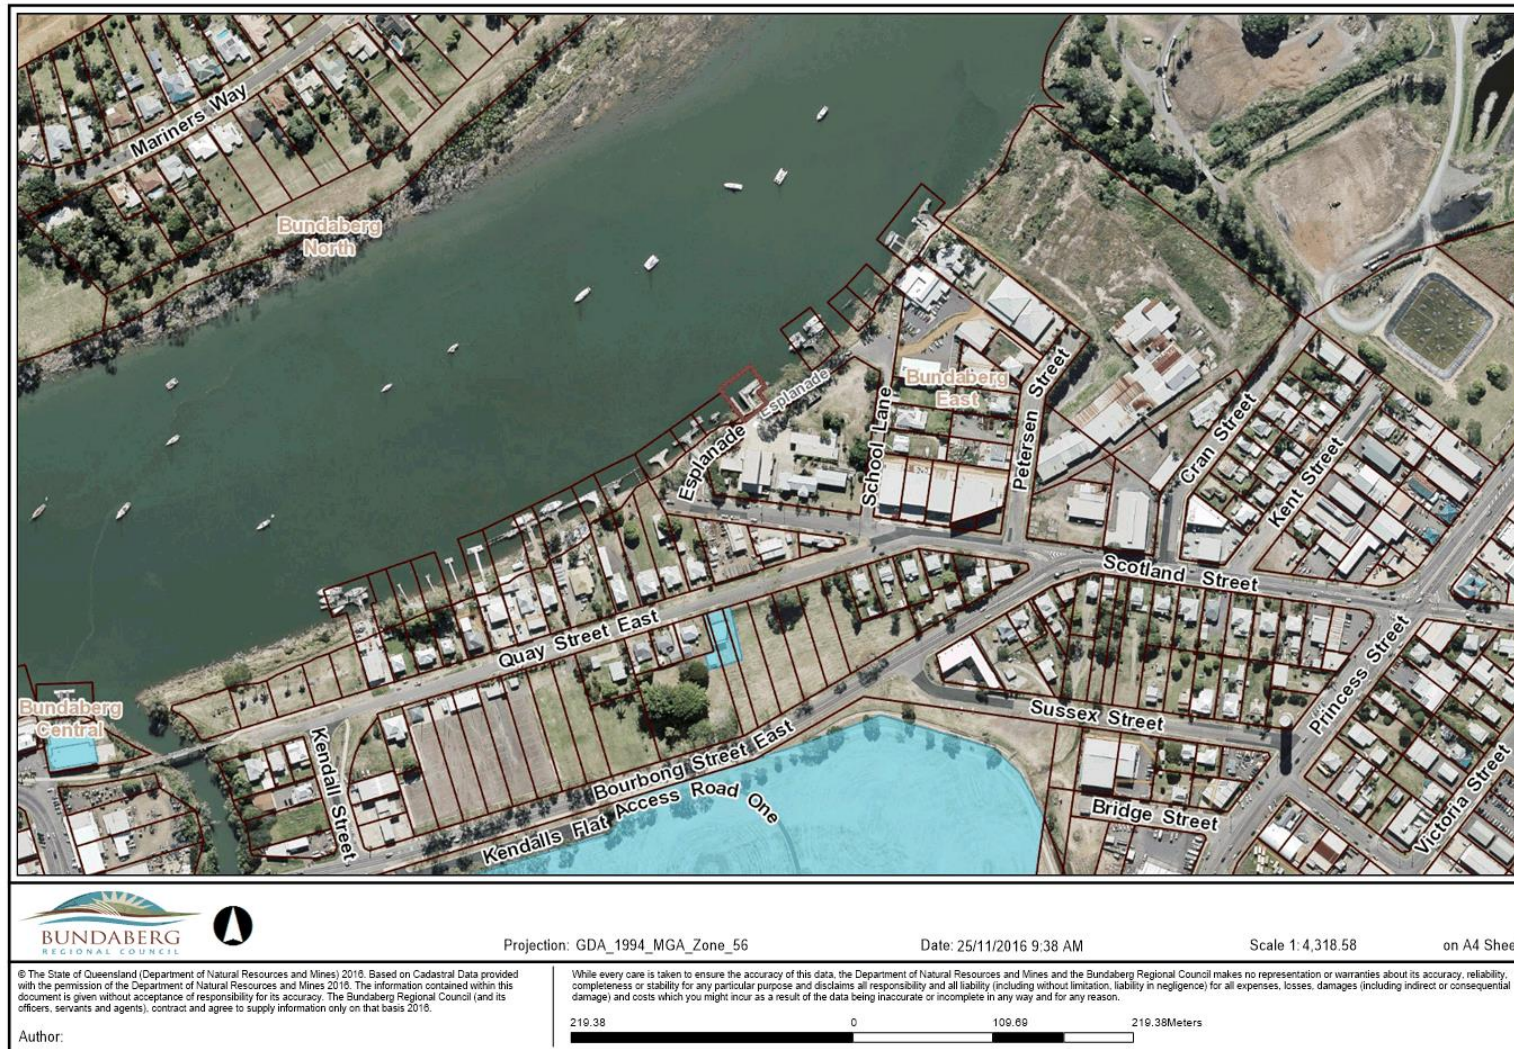 Mariners Way
Bundaberg
North
Bundaberg
East
Esplanade
Esplanade
School Lane
Petersen Street
Cran Street
Kent Street
Scotland Street
Quay Street East
Bundaberg
Central
Kendall Street
Bourbong Street East
Kendalls Flat Access Road One
Sussex Street
Princess Street
Bridge Street
Victoria Street
BUNDABERG
REGIONAL COUNCIL
Projection: GDA_1994_MGA_Zone_56
Date: 25/11/2016 9:38 AM
Scale 1: 4,318.58
on A4 Shee
© The State of Queensland (Department of Natural Resources and Mines) 2016. Based on Cadastral Data provided
with the permission of the Department of Natural Resources and Mines 2016. The information contained within this
document is given without acceptance of responsibility for its accuracy. The Bundaberg Regional Council (and its
officers, servants and agents), contract and agree to supply information only on that basis 2016.
Author:
While every care is taken to ensure the accuracy of this data, the Department of Natural Resources and Mines and the Bundaberg Regional Council makes no representation or warranties about its accuracy, reliability,
completeness or stability for any particular purpose and disclaims all responsibility and all liability (including without limitation, liability in negligence) for all expenses, losses, damages (including indirect or consequential
damage) and costs which you might incur as a result of the data being inaccurate or incomplete in any way and for any reason.
219.38 0 109.69 219.38Meters